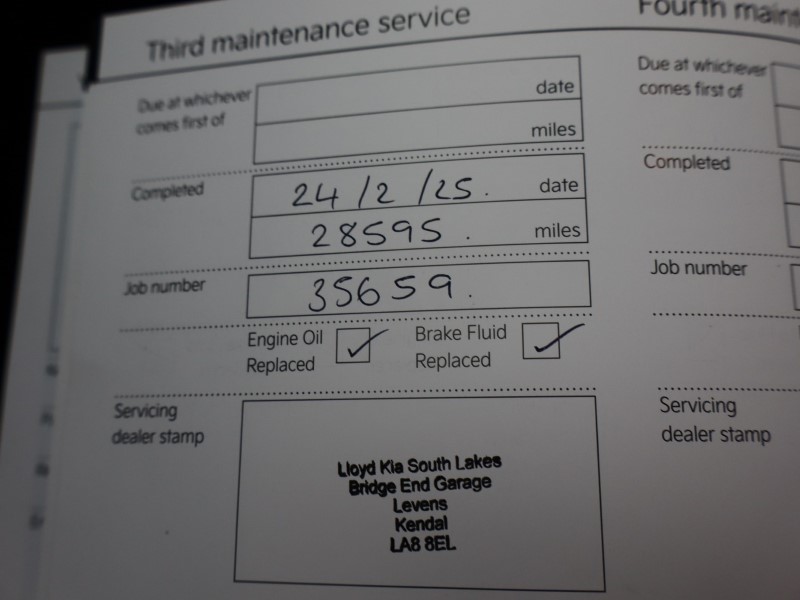 Third maintenance service
Due at whichever
comes first of
date
miles
Completed
24/2/25. date
28595. miles
Job number
35659.
Engine Oil
Replaced
Brake Fluid
Replaced
Servicing
dealer stamp
Lloyd Kia South Lakes
Bridge End Garage
Levens
Kendal
LA8 8EL
Fourth
Due at whichever
comes first of
Completed
Job number
Servicing
dealer stamp